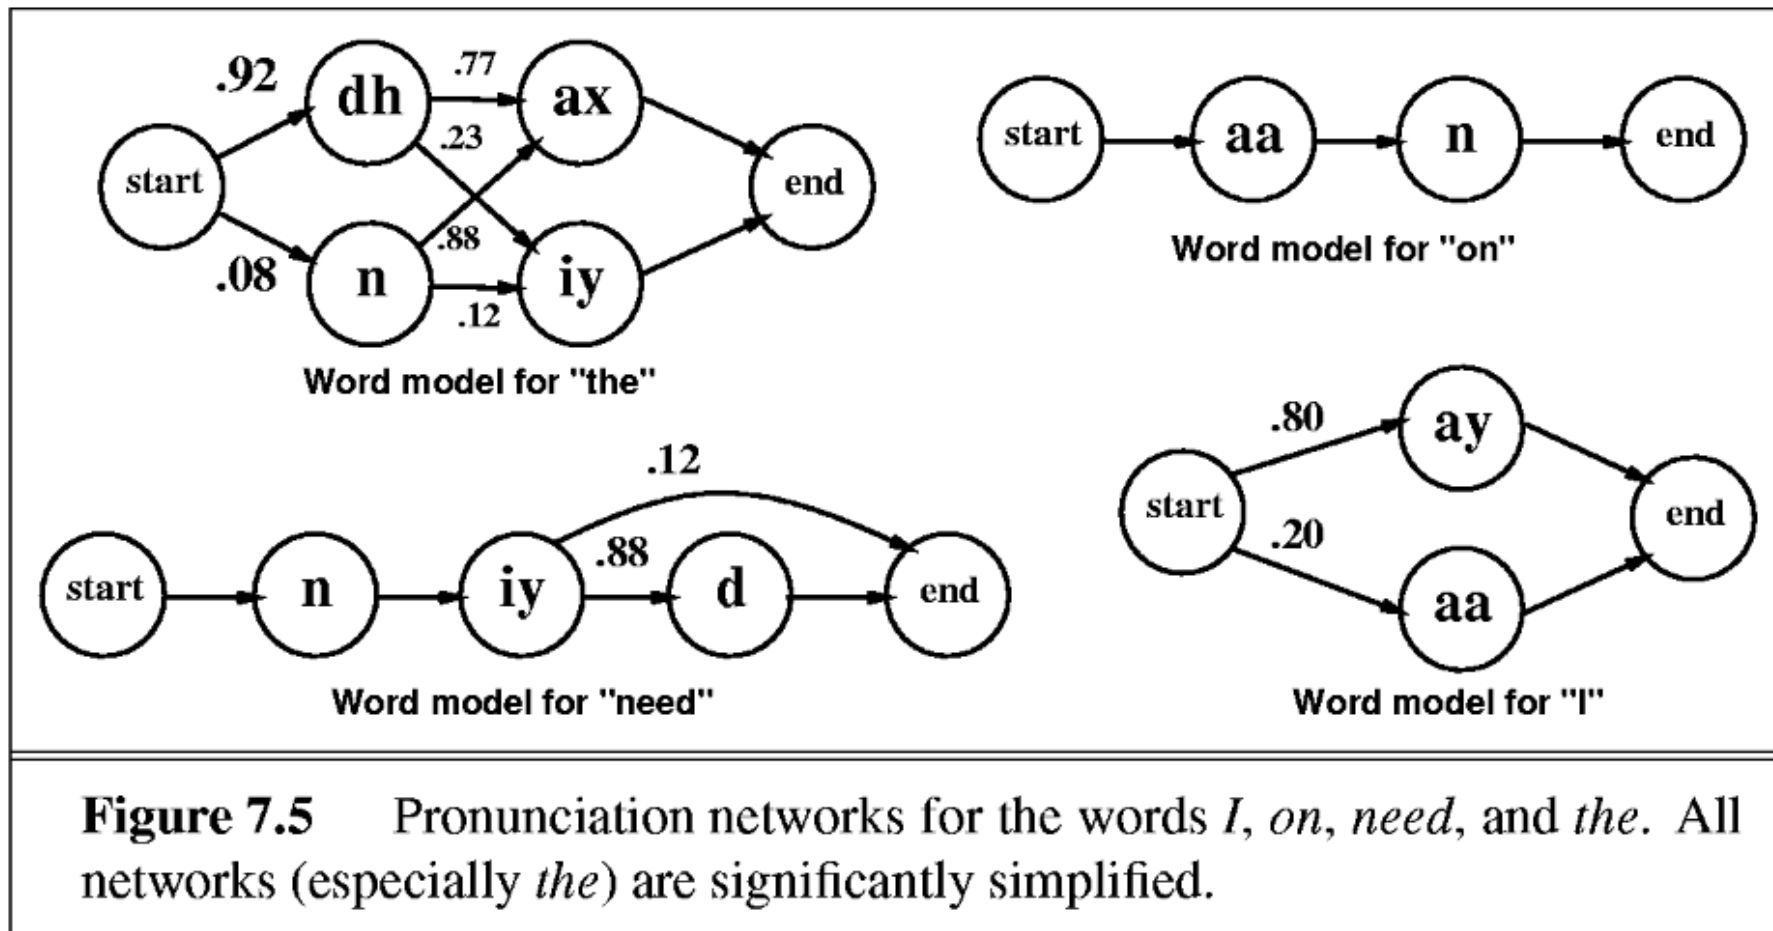 .92
dh
.77
ax
.23
start
end
.88
.08
n
iy
.12
Word model for "the"
start
aa
n
end
Word model for "on"
.12
start
n
iy
.88
d
end
Word model for "need"
.80
ay
start
end
.20
aa
Word model for "I"
Figure 7.5 Pronunciation networks for the words I, on, need, and the. All
networks (especially the) are significantly simplified.